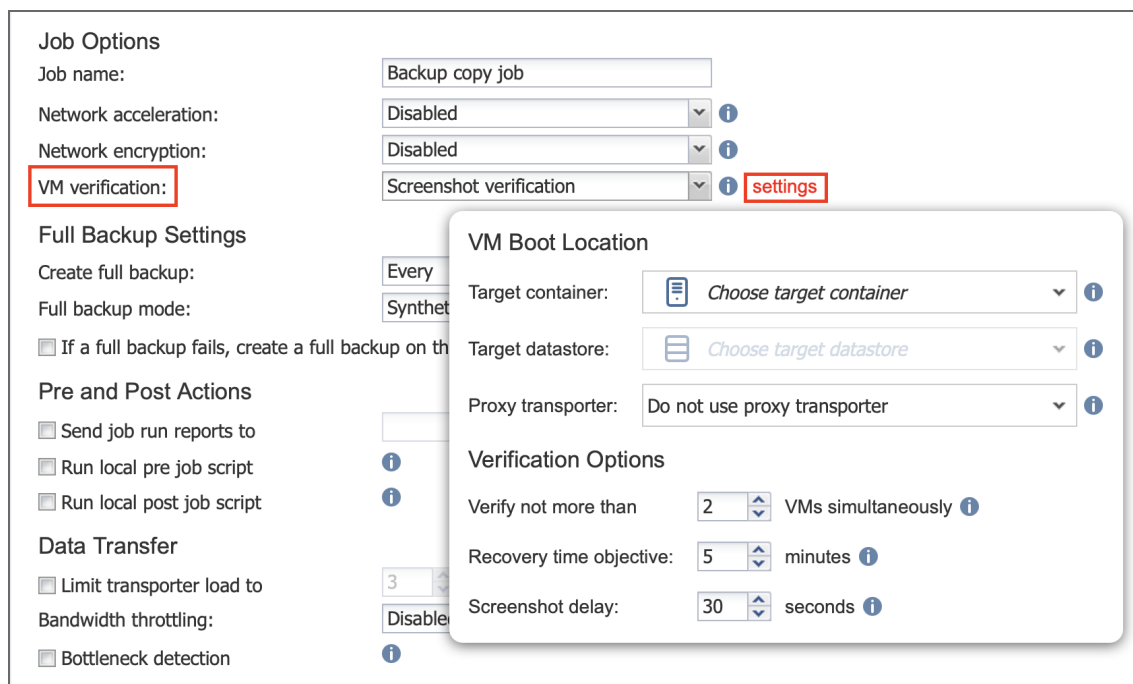 Job Options
Job name: Backup copy job
Network acceleration: Disabled
Network encryption: Disabled
VM verification: Screenshot verification settings
Full Backup Settings
Create full backup: Every
Full backup mode: Synthet
If a full backup fails, create a full backup on th
Pre and Post Actions
Send job run reports to
Run local pre job script
Run local post job script
Data Transfer
Limit transporter load to 3
Bandwidth throttling: Disabled
Bottleneck detection
VM Boot Location
Target container: Choose target container
Target datastore: Choose target datastore
Proxy transporter: Do not use proxy transporter
Verification Options
Verify not more than 2 VMs simultaneously
Recovery time objective: 5 minutes
Screenshot delay: 30 seconds